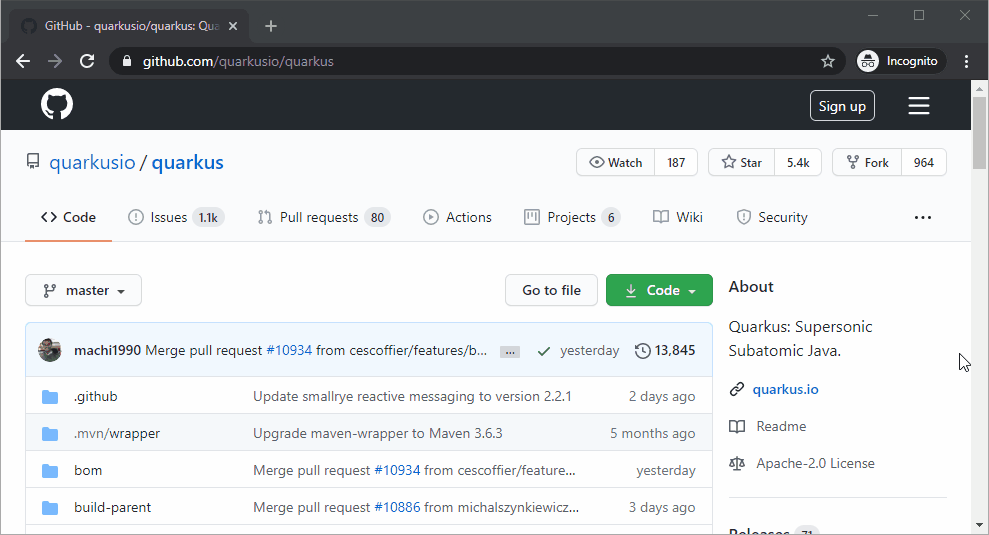 GitHub - quarkusio/quarkus: Qua
github.com/quarkusio/quarkus
Incognito
Sign up
quarkusio / quarkus
Watch 187 Star 5.4k Fork 964
Code Issues 1.1k Pull requests 80 Actions Projects 6 Wiki Security ...
master Go to file Code
About
Quarkus: Supersonic
Subatomic Java.
quarkus.io
Readme
Apache-2.0 License
Releases 71
machi1990 Merge pull request #10934 from cescoffier/features/b... ... yesterday 13,845
.github Update smallrye reactive messaging to version 2.2.1 2 days ago
.mvn/wrapper Upgrade maven-wrapper to Maven 3.6.3 5 months ago
bom Merge pull request #10934 from cescoffier/feature... yesterday
build-parent Merge pull request #10886 from michalszynkiewicz... 3 days ago